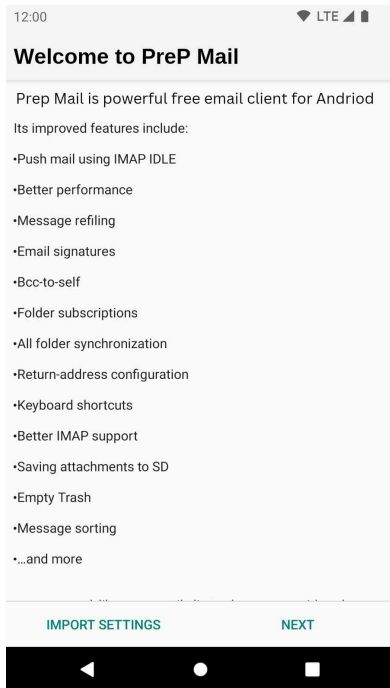 12:00 LTE
Welcome to PreP Mail
Prep Mail is powerful free email client for Andriod
Its improved features include:
•Push mail using IMAP IDLE
•Better performance
•Message refiling
•Email signatures
•Bcc-to-self
•Folder subscriptions
•All folder synchronization
•Return-address configuration
•Keyboard shortcuts
•Better IMAP support
•Saving attachments to SD
•Empty Trash
•Message sorting
•…and more
IMPORT SETTINGS NEXT